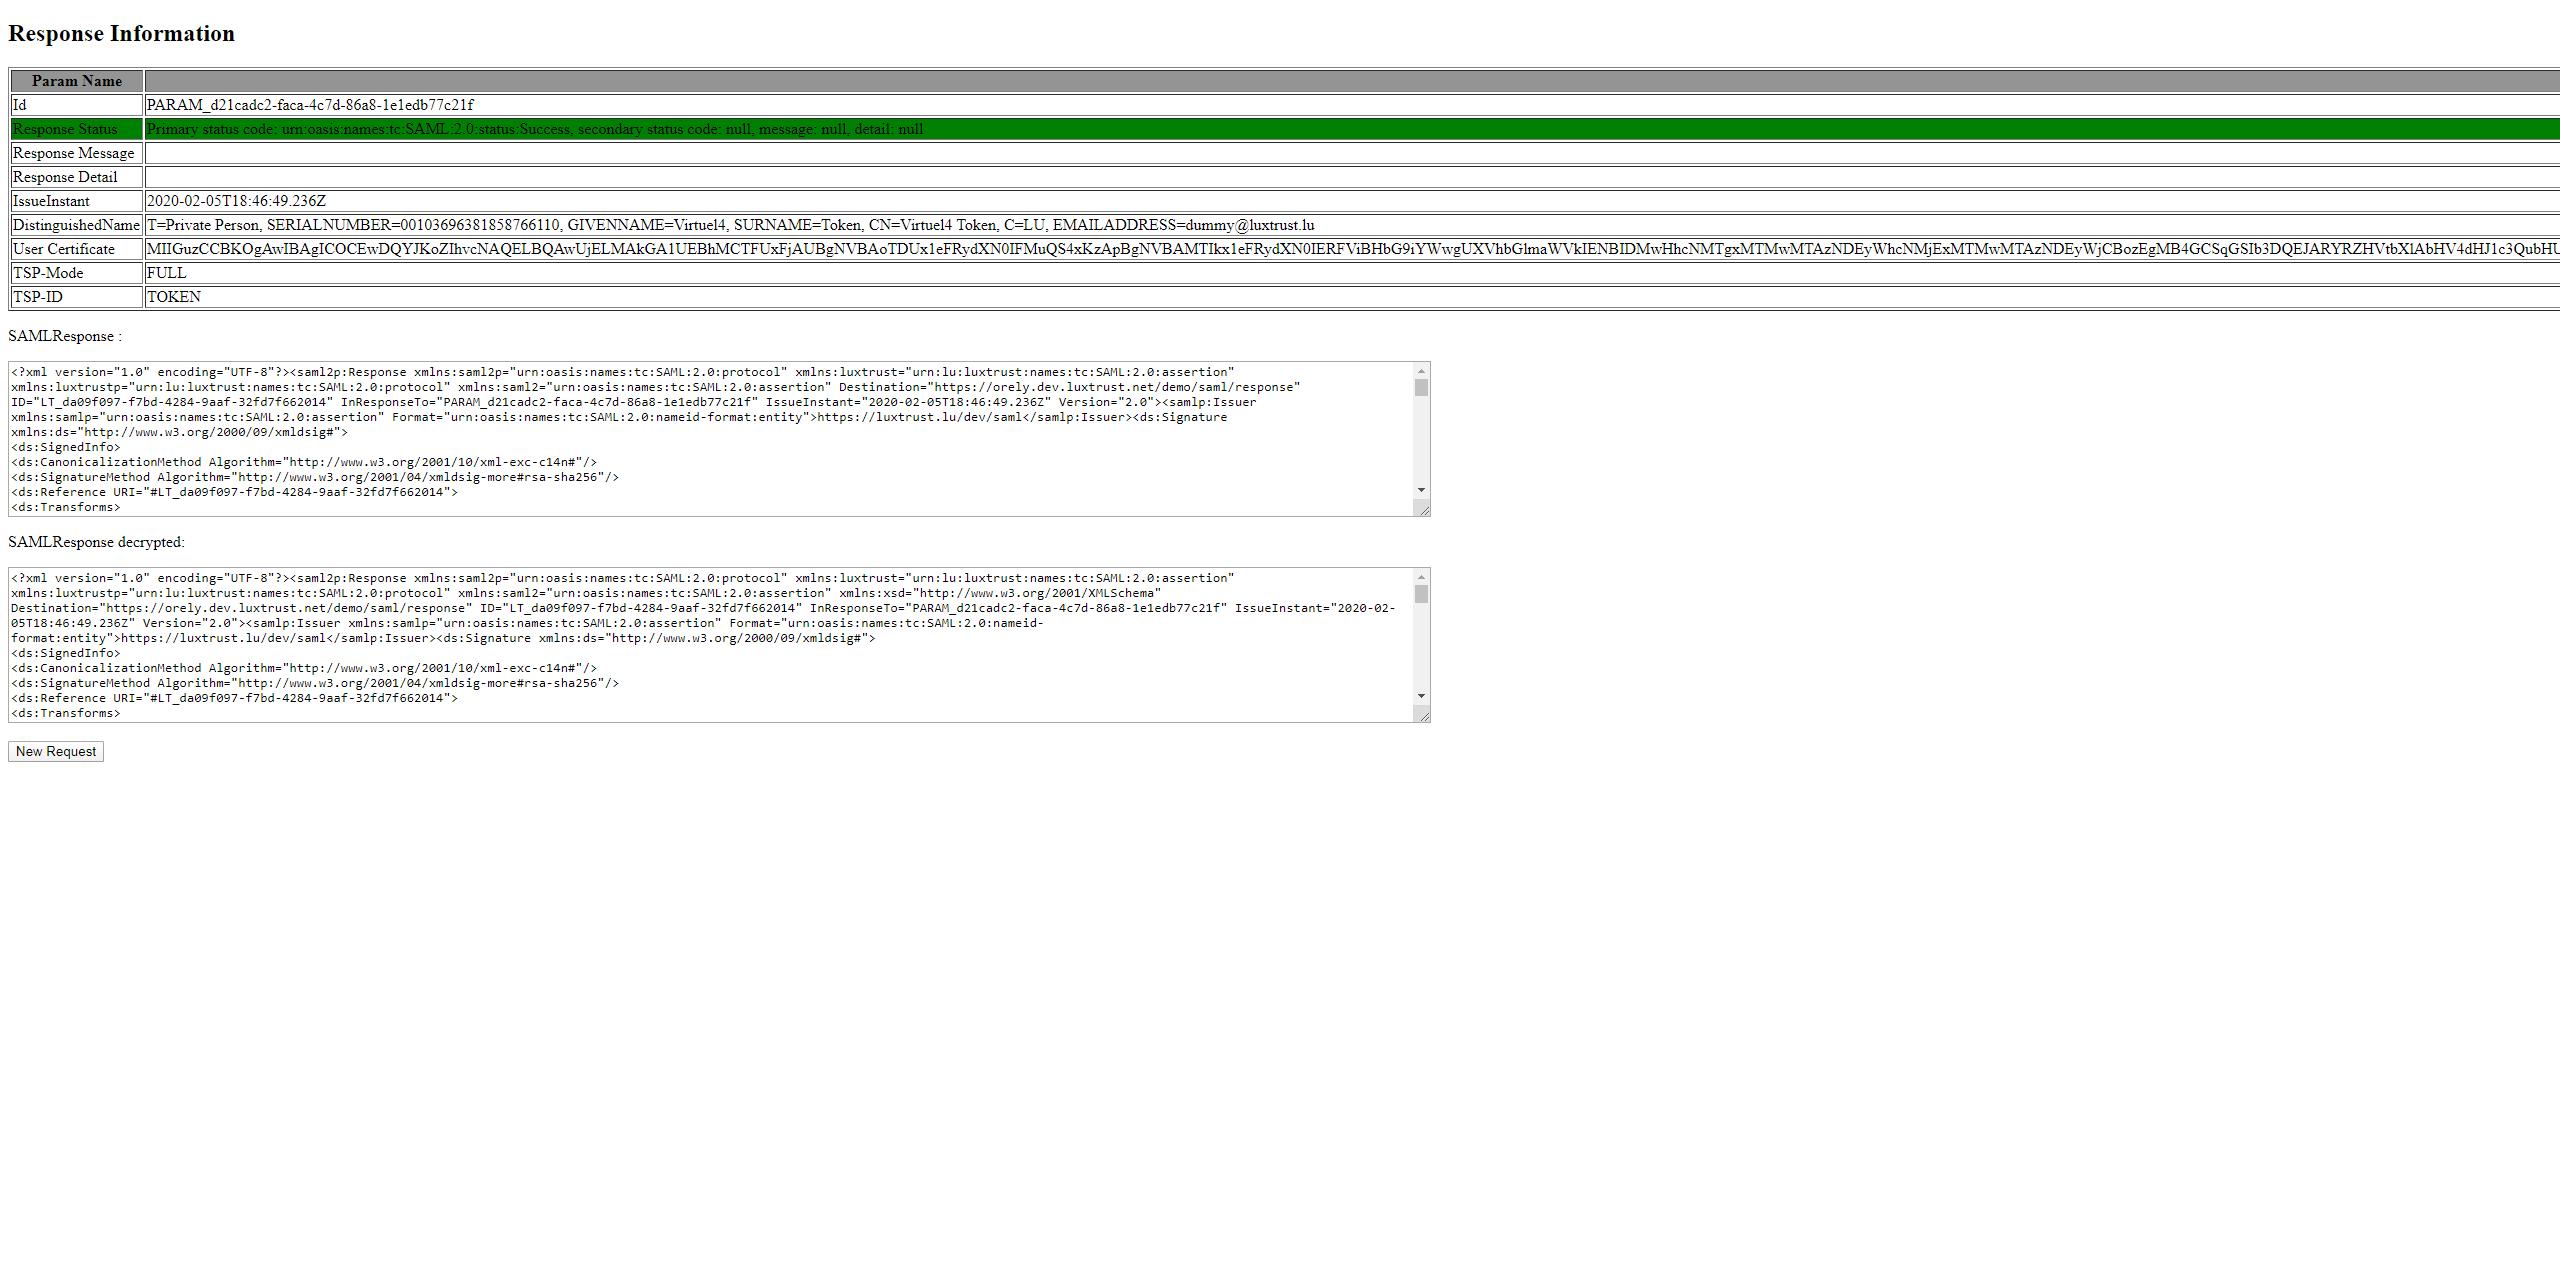 Response Information
Param Name
Id PARAM_d21cadc2-faca-4c7d-86a8-1e1edb77c21f
Response Status Primary status code: urn:oasis:names:tc:SAML:2.0:status:Success, secondary status code: null, message: null, detail: null
Response Message
Response Detail
IssueInstant 2020-02-05T18:46:49.236Z
DistinguishedName T=Private Person, SERIALNUMBER=00103696381858766110, GIVENNAME=Virtuel4, SURNAME=Token, CN=Virtuel4 Token, C=LU, EMAILADDRESS=dummy@luxtrust.lu
User Certificate MIIGuzCCBKOgAwIBAgICOCEwDQYJKoZIhvcNAQELBQAwUjELMAkGA1UEBhMCTFUxFjAUBgNVBAoTDUx1eFRydXN0IFMuQS4xKzApBgNVBAMTIkx1eFRydXN0IERFViBHbG9iYWwgUXVhbGlmaWVkIENBIDMwHhcNMTgxMTMwMTAzNDEyWhcNMjExMTMwMTAzNDEyWjCBozEgMB4GCSqGSIb3DQEJARYRZHVtbXlAbHV4dHJ1c3QubHU
TSP-Mode FULL
TSP-ID TOKEN
SAMLResponse :
<?xml version="1.0" encoding="UTF-8"?><saml2p:Response xmlns:saml2p="urn:oasis:names:tc:SAML:2.0:protocol" xmlns:luxtrust="urn:lu:luxtrust:names:tc:SAML:2.0:assertion"
xmlns:luxtrustp="urn:lu:luxtrust:names:tc:SAML:2.0:protocol" xmlns:saml2="urn:oasis:names:tc:SAML:2.0:assertion" Destination="https://orely.dev.luxtrust.net/demo/saml/response"
ID="LT_da09f097-f7bd-4284-9aaf-32fd7f662014" InResponseTo="PARAM_d21cadc2-faca-4c7d-86a8-1e1edb77c21f" IssueInstant="2020-02-05T18:46:49.236Z" Version="2.0"><samlp:Issuer
xmlns:samlp="urn:oasis:names:tc:SAML:2.0:assertion" Format="urn:oasis:names:tc:SAML:2.0:nameid-format:entity">https://luxtrust.lu/dev/saml</samlp:Issuer><ds:Signature
xmlns:ds="http://www.w3.org/2000/09/xmldsig#">
<ds:SignedInfo>
<ds:CanonicalizationMethod Algorithm="http://www.w3.org/2001/10/xml-exc-c14n#"/>
<ds:SignatureMethod Algorithm="http://www.w3.org/2001/04/xmldsig-more#rsa-sha256"/>
<ds:Reference URI="#LT_da09f097-f7bd-4284-9aaf-32fd7f662014">
<ds:Transforms>
SAMLResponse decrypted:
<?xml version="1.0" encoding="UTF-8"?><saml2p:Response xmlns:saml2p="urn:oasis:names:tc:SAML:2.0:protocol" xmlns:luxtrust="urn:lu:luxtrust:names:tc:SAML:2.0:assertion"
xmlns:luxtrustp="urn:lu:luxtrust:names:tc:SAML:2.0:protocol" xmlns:saml2="urn:oasis:names:tc:SAML:2.0:assertion" xmlns:xsd="http://www.w3.org/2001/XMLSchema"
Destination="https://orely.dev.luxtrust.net/demo/saml/response" ID="LT_da09f097-f7bd-4284-9aaf-32fd7f662014" InResponseTo="PARAM_d21cadc2-faca-4c7d-86a8-1e1edb77c21f" IssueInstant="2020-02-
05T18:46:49.236Z" Version="2.0"><samlp:Issuer xmlns:samlp="urn:oasis:names:tc:SAML:2.0:assertion" Format="urn:oasis:names:tc:SAML:2.0:nameid-
format:entity">https://luxtrust.lu/dev/saml</samlp:Issuer><ds:Signature xmlns:ds="http://www.w3.org/2000/09/xmldsig#">
<ds:SignedInfo>
<ds:CanonicalizationMethod Algorithm="http://www.w3.org/2001/10/xml-exc-c14n#"/>
<ds:SignatureMethod Algorithm="http://www.w3.org/2001/04/xmldsig-more#rsa-sha256"/>
<ds:Reference URI="#LT_da09f097-f7bd-4284-9aaf-32fd7f662014">
<ds:Transforms>
New Request